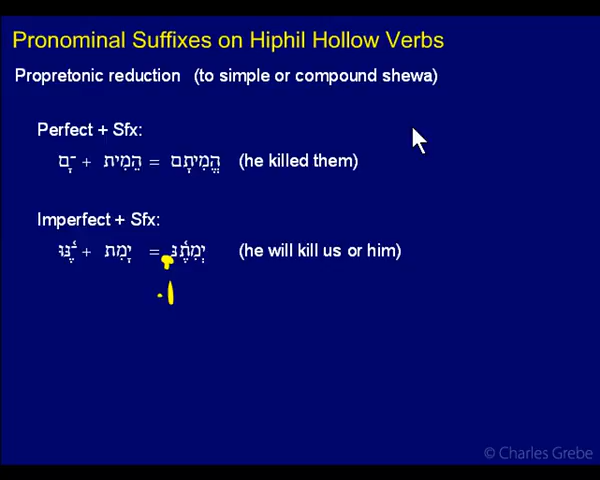 Pronominal Suffixes on Hiphil Hollow Verbs
Propretonic reduction (to simple or compound shewa)
Perfect + Sfx:
הֱמִיתָם = הֵמִית + ־ָם (he killed them)
Imperfect + Sfx:
יְמִתֶ֫נּ = יָמִת + ־ֶ֫נּוּ (he will kill us or him)
© Charles Grebe